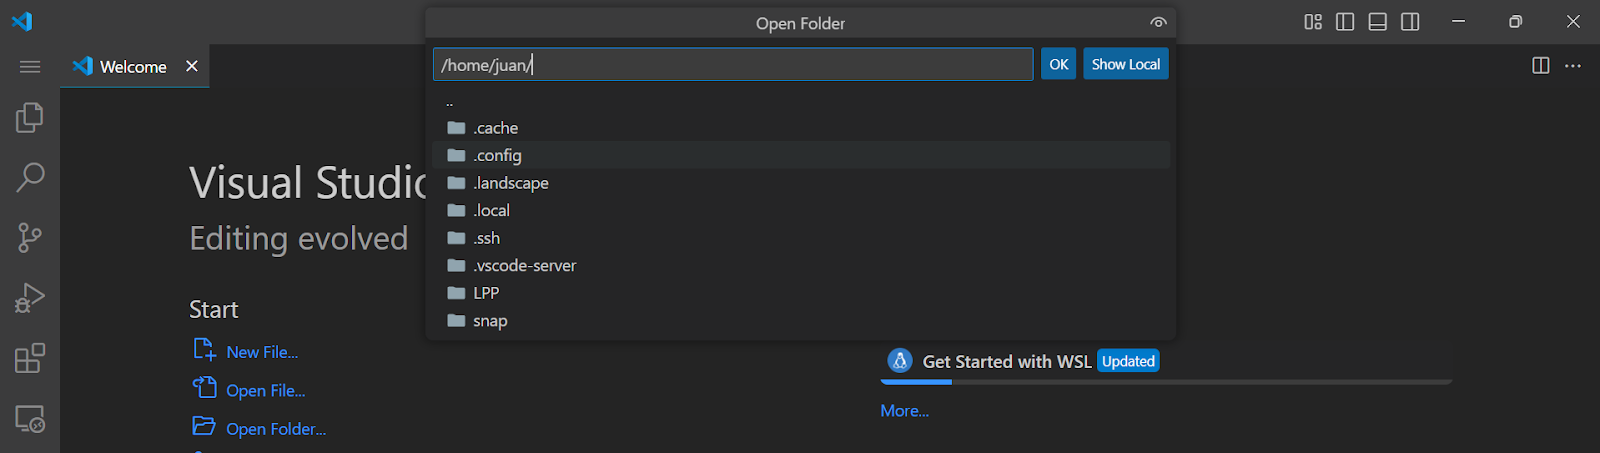 Open Folder
Welcome
/home/juan/
OK
Show Local
..
.cache
.config
.landscape
.local
.ssh
.vscode-server
LPP
snap
Visual Studio
Editing evolved
Start
New File...
Open File...
Open Folder...
Get Started with WSL
Updated
More...